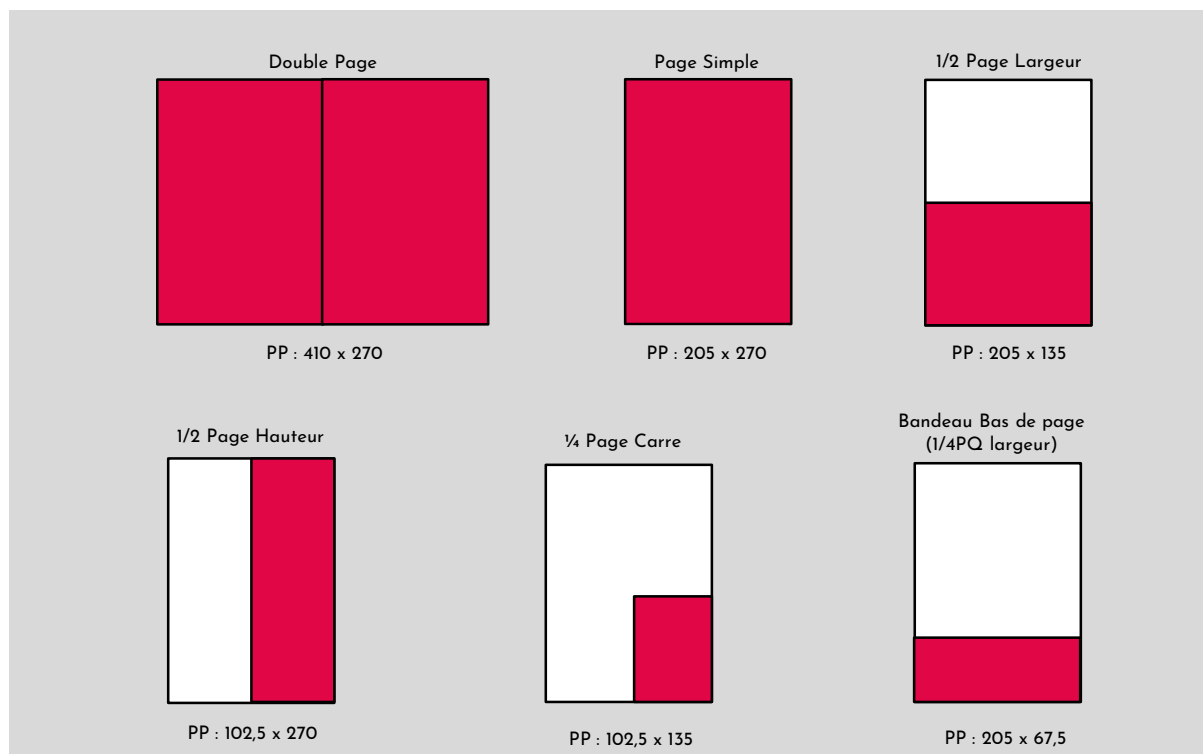 Double Page
Page Simple
1/2 Page Largeur
PP : 410 x 270
PP : 205 x 270
PP : 205 x 135
1/2 Page Hauteur
¼ Page Carre
Bandeau Bas de page
(1/4PQ largeur)
PP : 102,5 x 270
PP : 102,5 x 135
PP : 205 x 67,5